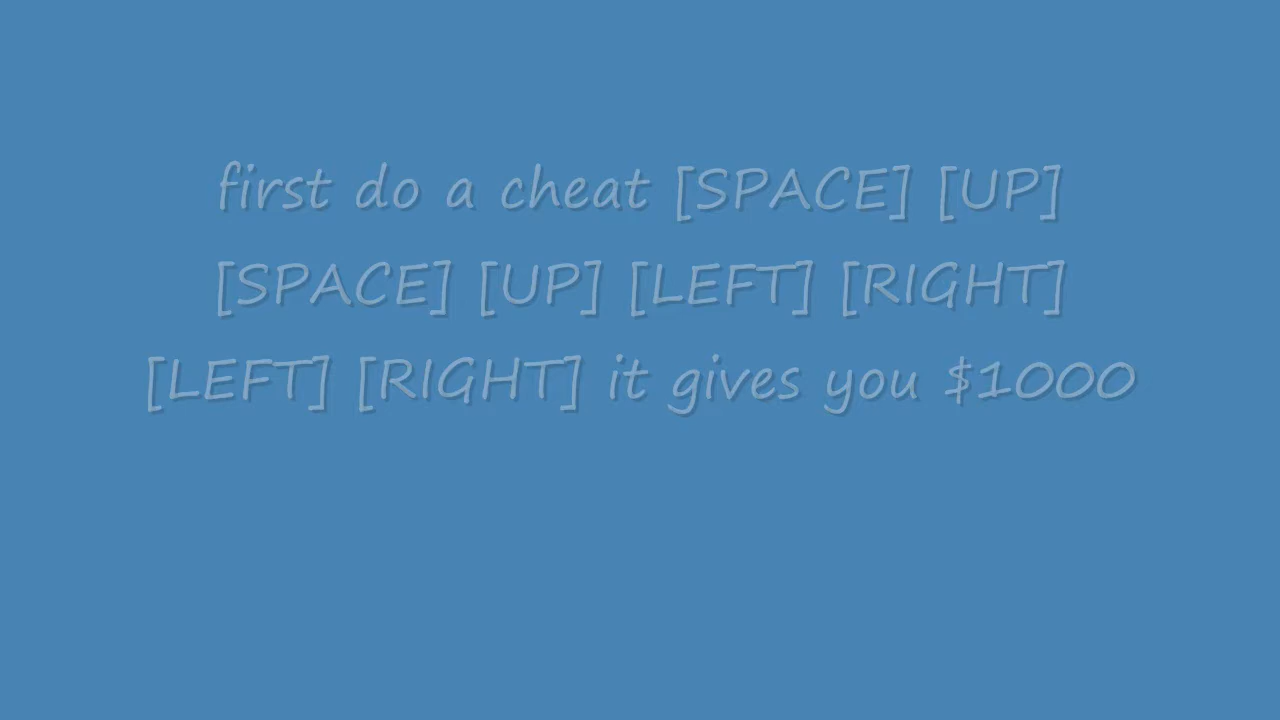 first do a cheat [SPACE] [UP]
[SPACE] [UP] [LEFT] [RIGHT]
[LEFT] [RIGHT] it gives you $1000